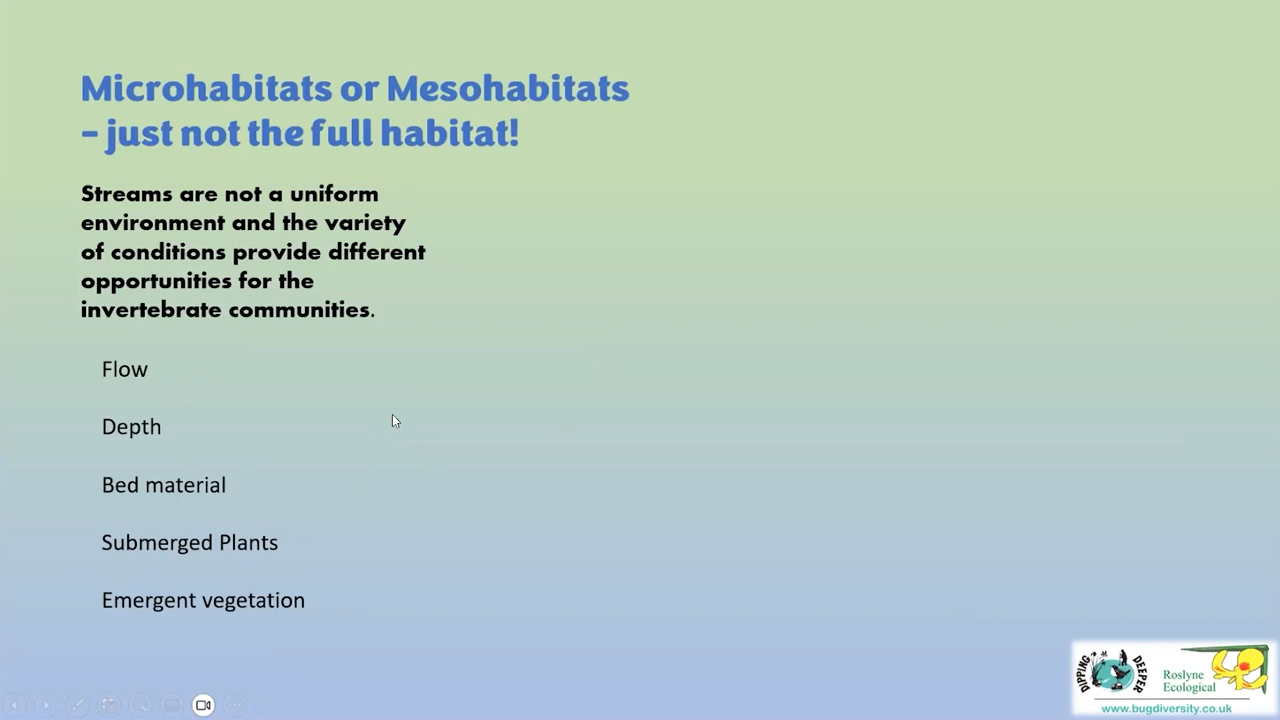 Microhabitats or Mesohabitats
– just not the full habitat!
Streams are not a uniform
environment and the variety
of conditions provide different
opportunities for the
invertebrate communities.
Flow
Depth
Bed material
Submerged Plants
Emergent vegetation
DIPPING DEEPER
Roslyne
Ecological
www.bugdiversity.co.uk